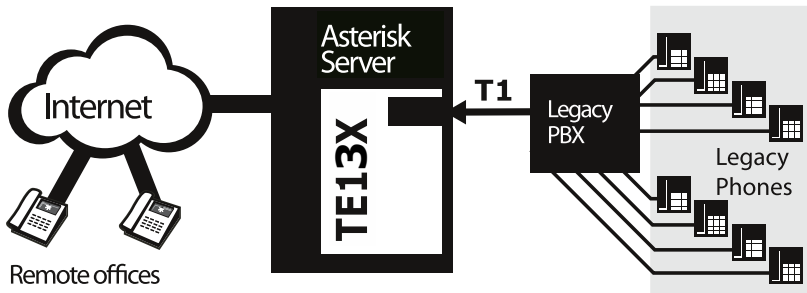 Asterisk
Server
Internet
TE13X
T1
Legacy
PBX
Legacy
Phones
Remote offices